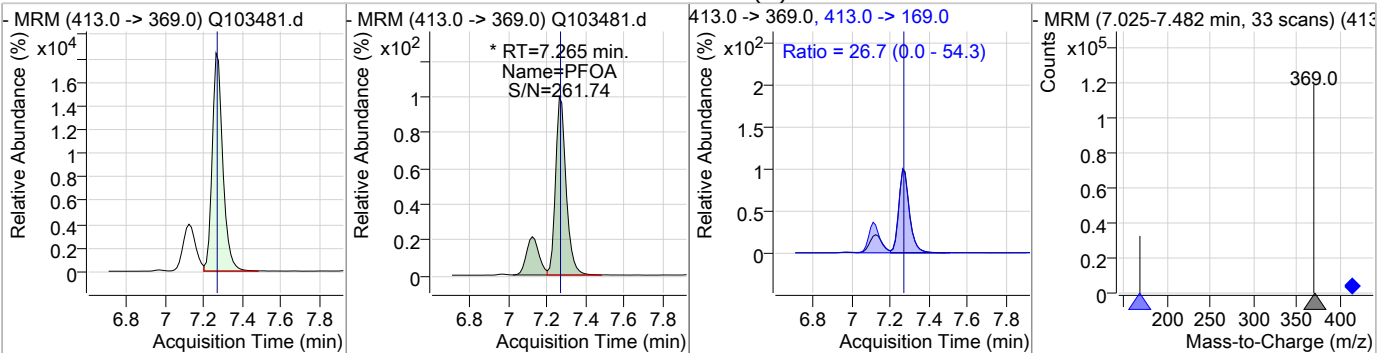 - MRM (413.0 -> 369.0) Q103481.d
x10⁴
Relative Abundance (%)
1.6
1.4
1.2
1
0.8
0.6
0.4
0.2
0
6.8 7 7.2 7.4 7.6 7.8
Acquisition Time (min)
- MRM (413.0 -> 369.0) Q103481.d
x10²
Relative Abundance (%)
* RT=7.265 min.
Name=PFOA
S/N=261.74
1
0.8
0.6
0.4
0.2
0
6.8 7 7.2 7.4 7.6 7.8
Acquisition Time (min)
413.0 -> 369.0, 413.0 -> 169.0
x10²
Relative Abundance (%)
Ratio = 26.7 (0.0 - 54.3)
2
1.5
1
0.5
0
6.8 7 7.2 7.4 7.6 7.8
Acquisition Time (min)
- MRM (7.025-7.482 min, 33 scans) (413
x10⁵
Counts
369.0
1.2
1
0.8
0.6
0.4
0.2
0
200 250 300 350 400
Mass-to-Charge (m/z)